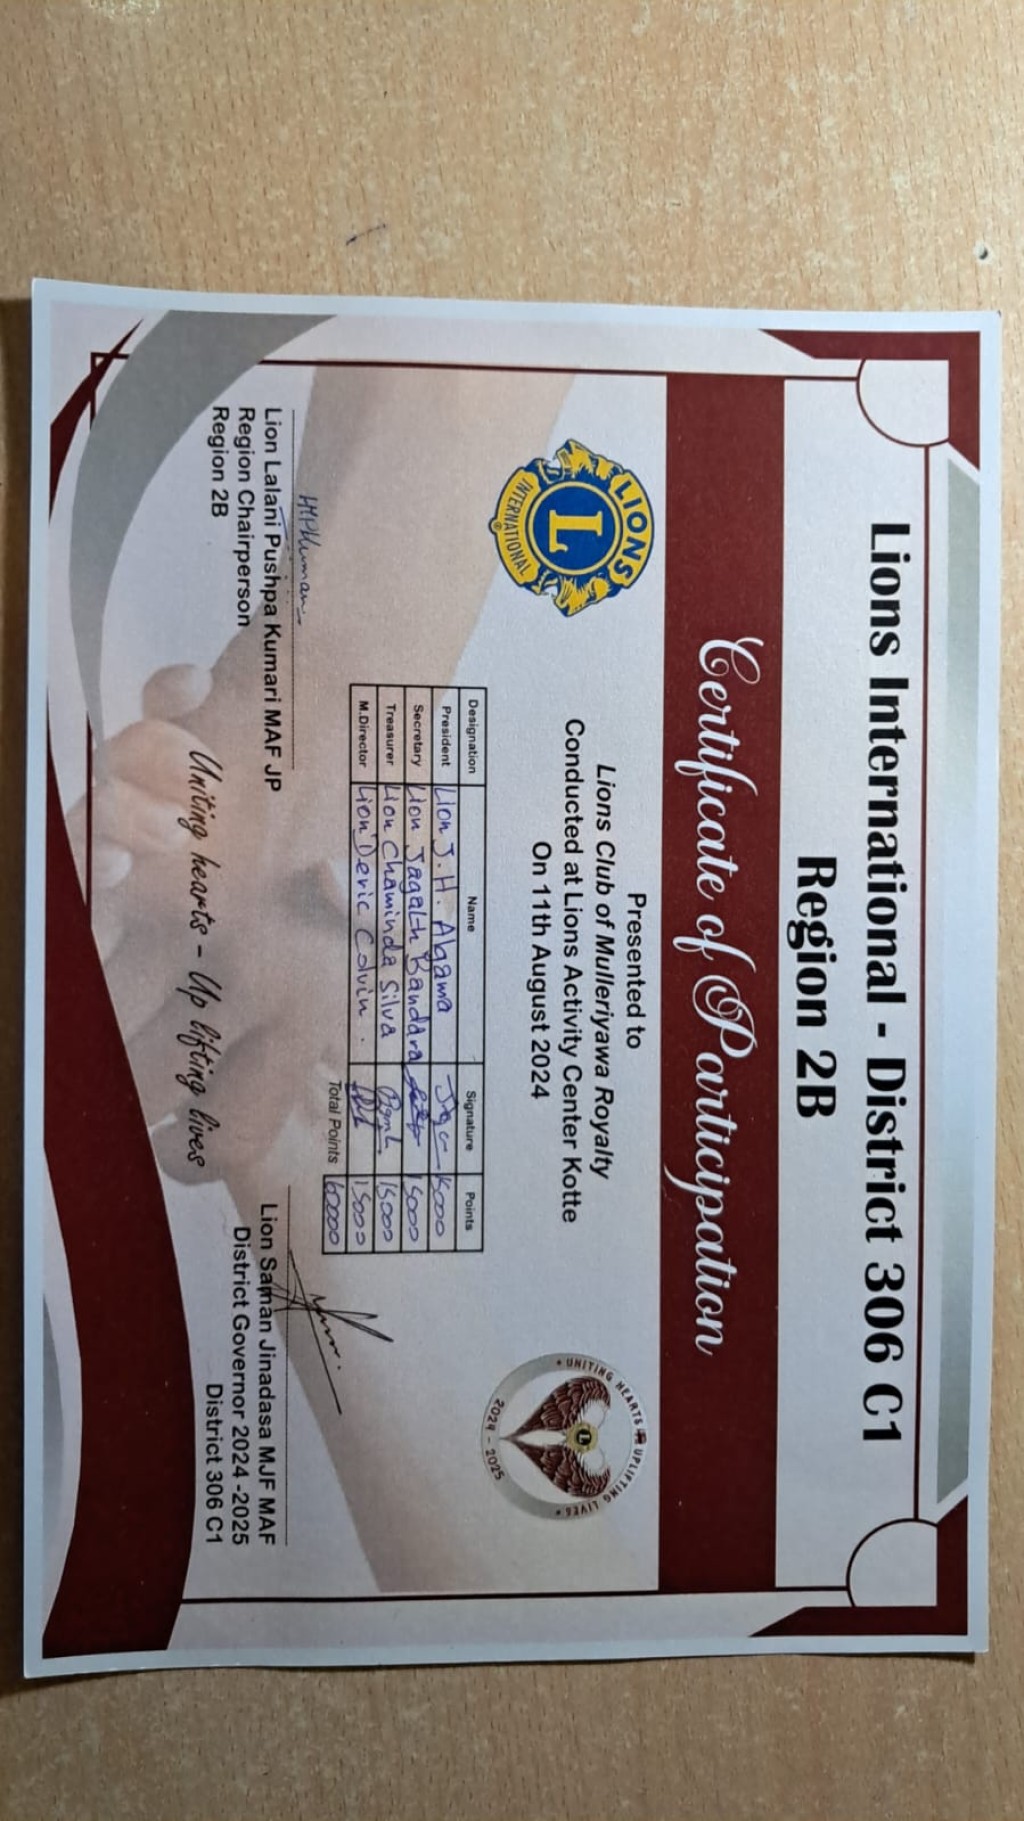 Lions International - District 306 C1
Region 2B
Certificate of Participation
LIONS
L
INTERNATIONAL
®
Presented to
Lions Club of Mulleriyawa Royalty
Conducted at Lions Activity Center Kotte
On 11th August 2024
• UNITING HEARTS UPLIFTING LIVES •
L
2024 - 2025
Designation Name Signature Points
President Lion J. H. Algama 15000
Secretary Lion Jagath Bandara 15000
Treasurer Lion Chaminda Silva 15000
M.Director Lion Deric Colvin. 15000
Total Points 60000
Lion Lalani Pushpa Kumari MAF JP
Region Chairperson
Region 2B
Lion Saman Jinadasa MJF MAF
District Governor 2024 -2025
District 306 C1
Uniting hearts - Up lifting lives